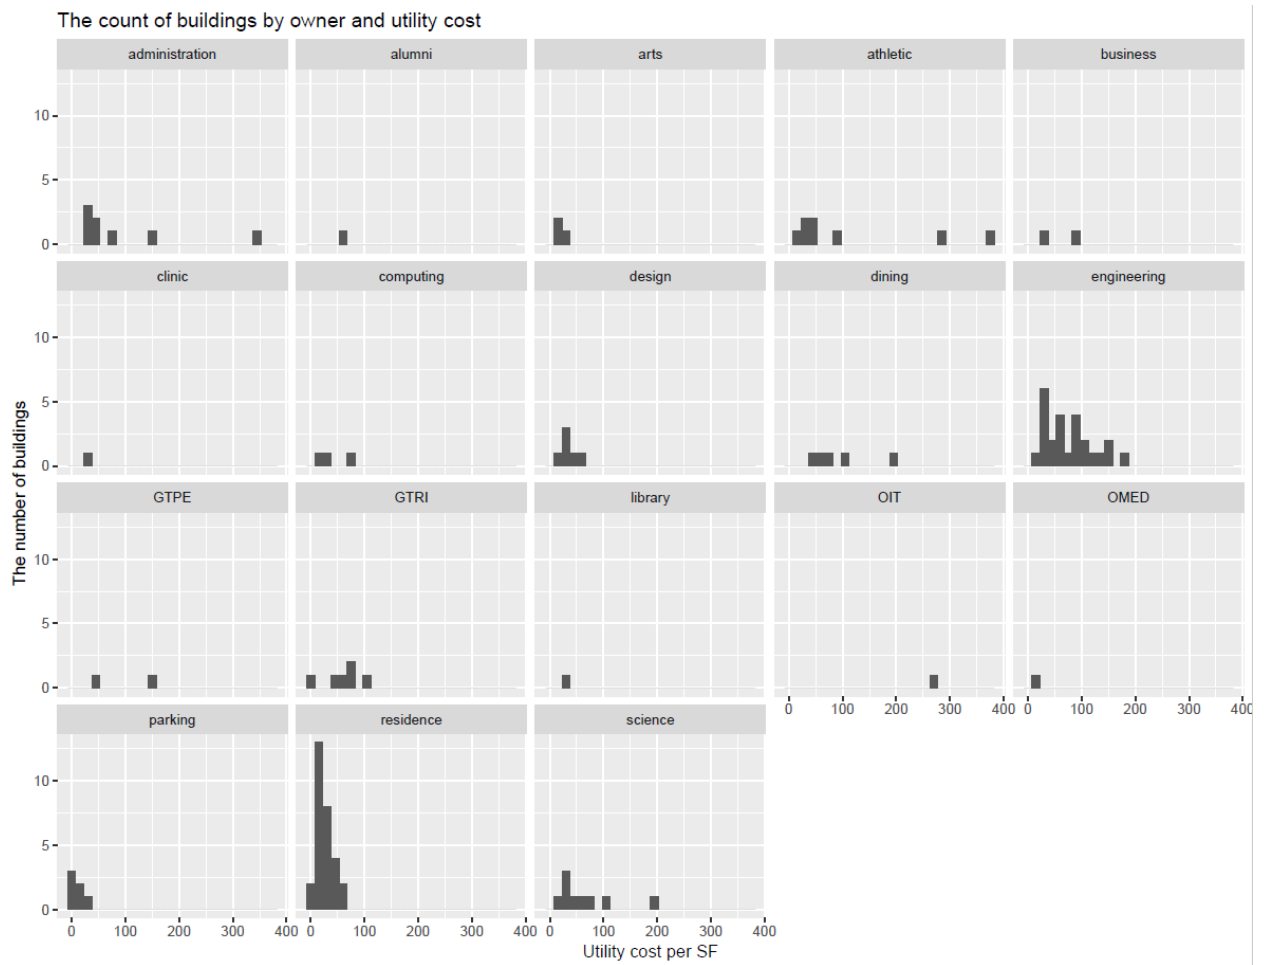 The count of buildings by owner and utility cost
administration alumni arts athletic business
10
5
0
clinic computing design dining engineering
10
5
0
GTPE GTRI library OIT OMED
10
5
0
0 100 200 300 400 0 100 200 300 400
parking residence science
10
5
0
0 100 200 300 400 0 100 200 300 400 0 100 200 300 400
The number of buildings
Utility cost per SF